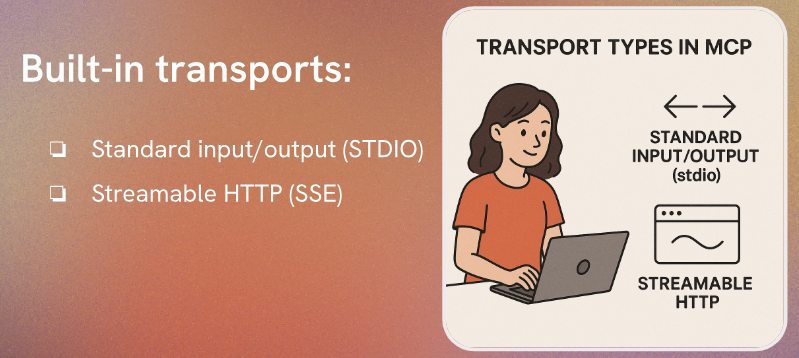 Built-in transports:
❏ Standard input/output (STDIO)
❏ Streamable HTTP (SSE)
TRANSPORT TYPES IN MCP
STANDARD
INPUT/OUTPUT
(stdio)
STREAMABLE
HTTP